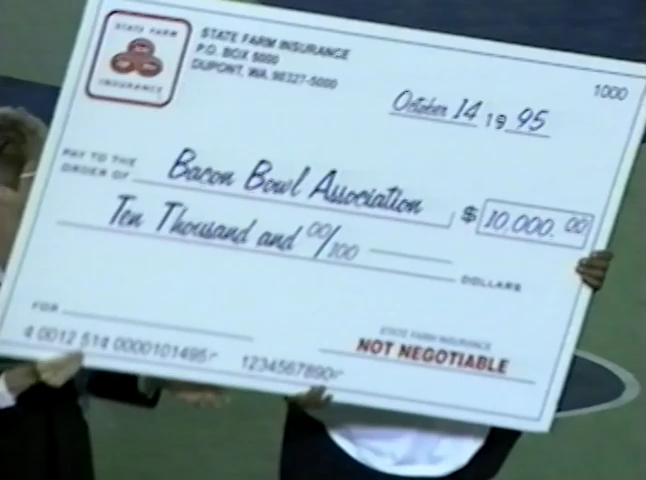 STATE FARM
INSURANCE
STATE FARM INSURANCE
P.O. BOX 5000
DUPONT, WA. 98327-5000
1000
October 14 19 95
PAY TO THE
ORDER OF Bacon Bowl Association $ 10,000.00
Ten Thousand and 00/100 DOLLARS
FOR
STATE FARM INSURANCE
NOT NEGOTIABLE